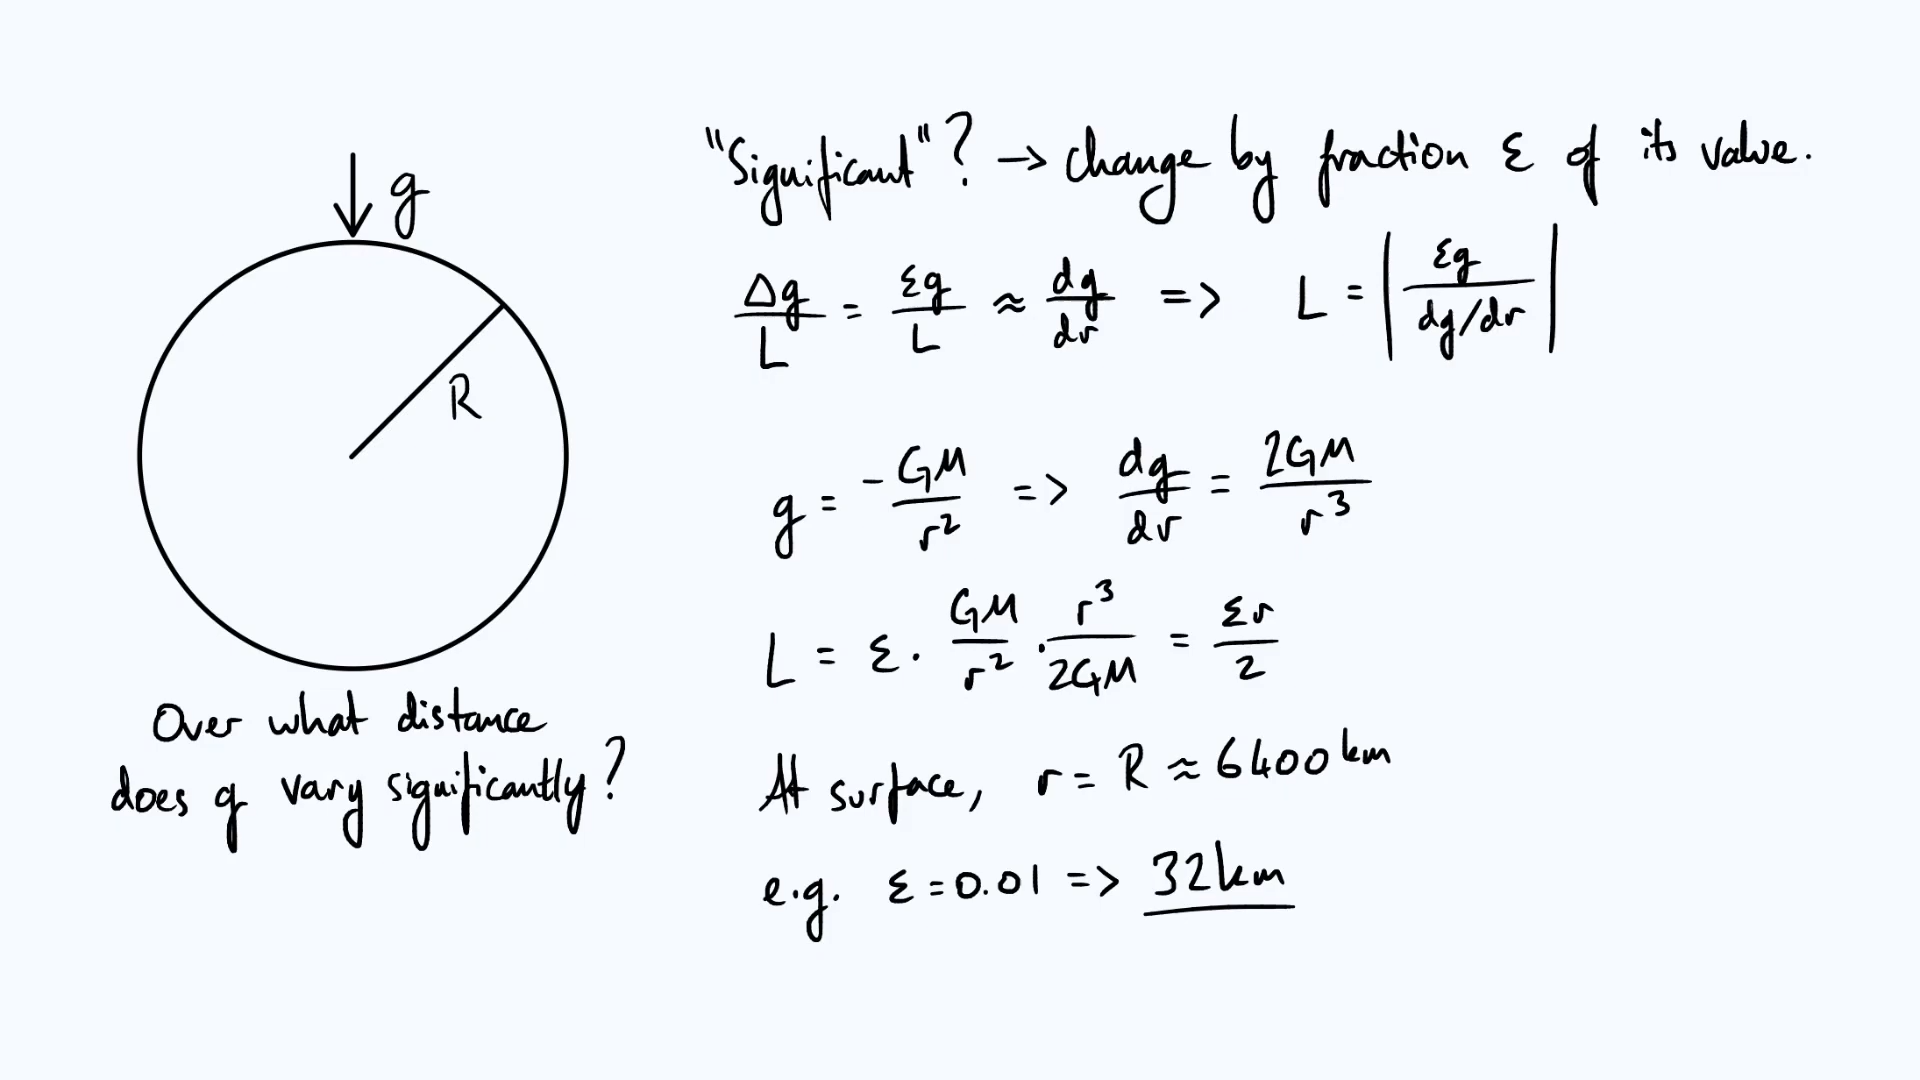 g
R
Over what distance
does g vary significantly?
"Significant"? → change by fraction ε of its value.
Δg/L = εg/L ≈ dg/dr => L = |εg/(dg/dr)|
g = -GM/r² => dg/dr = 2GM/r³
L = ε · GM/r² · r³/2GM = εr/2
At surface, r = R ≈ 6400km
e.g. ε = 0.01 => 32km